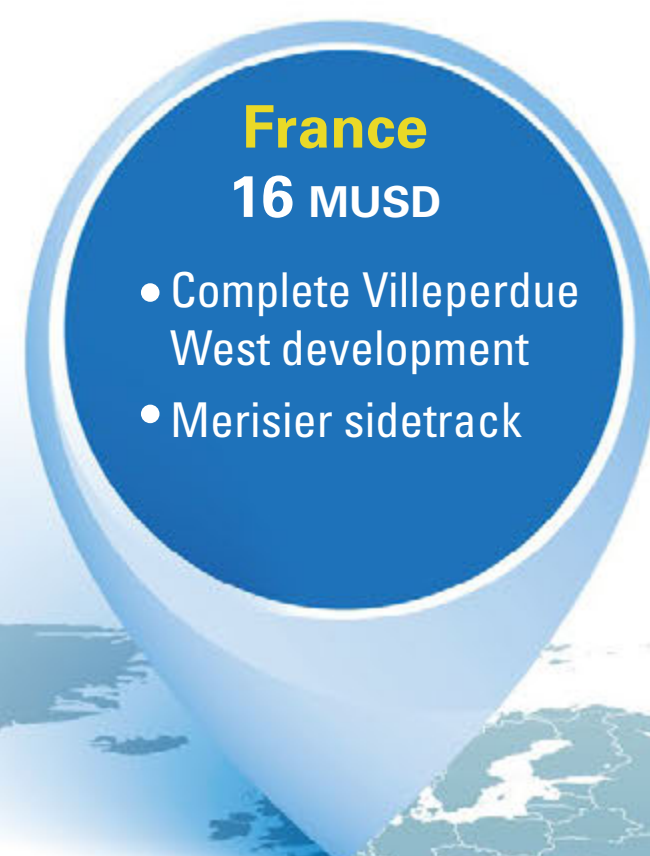 France
16 MUSD
• Complete Villeperdue
West development
• Merisier sidetrack